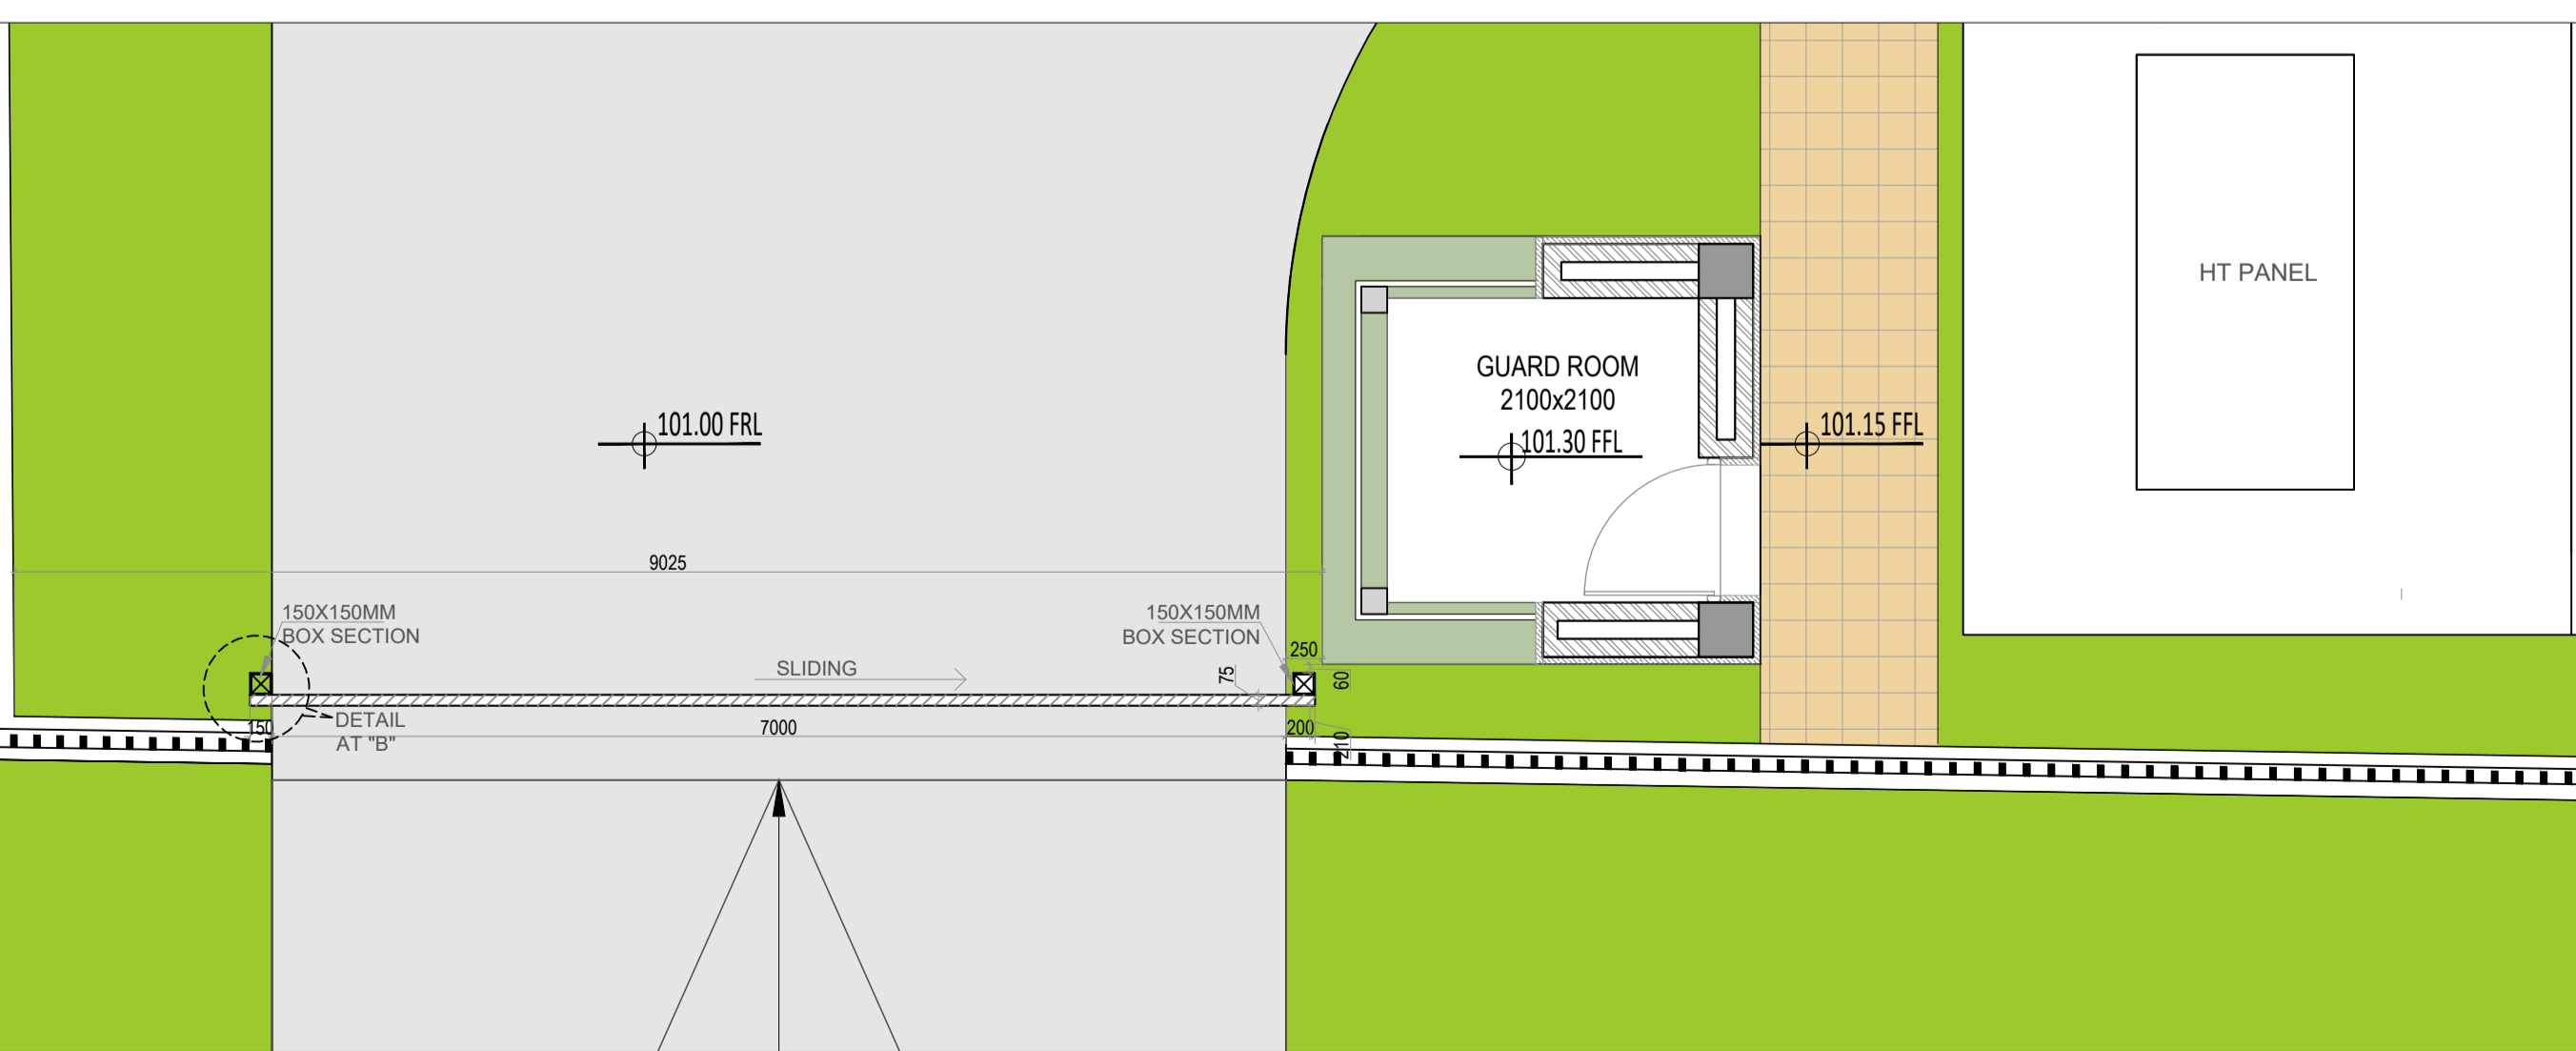 HT PANEL
GUARD ROOM
2100x2100
101.00 FRL
101.30 FFL
101.15 FFL
9025
150X150MM
BOX SECTION
150X150MM
BOX SECTION
250
SLIDING
75
60
DETAIL
AT "B"
150
7000
200
210